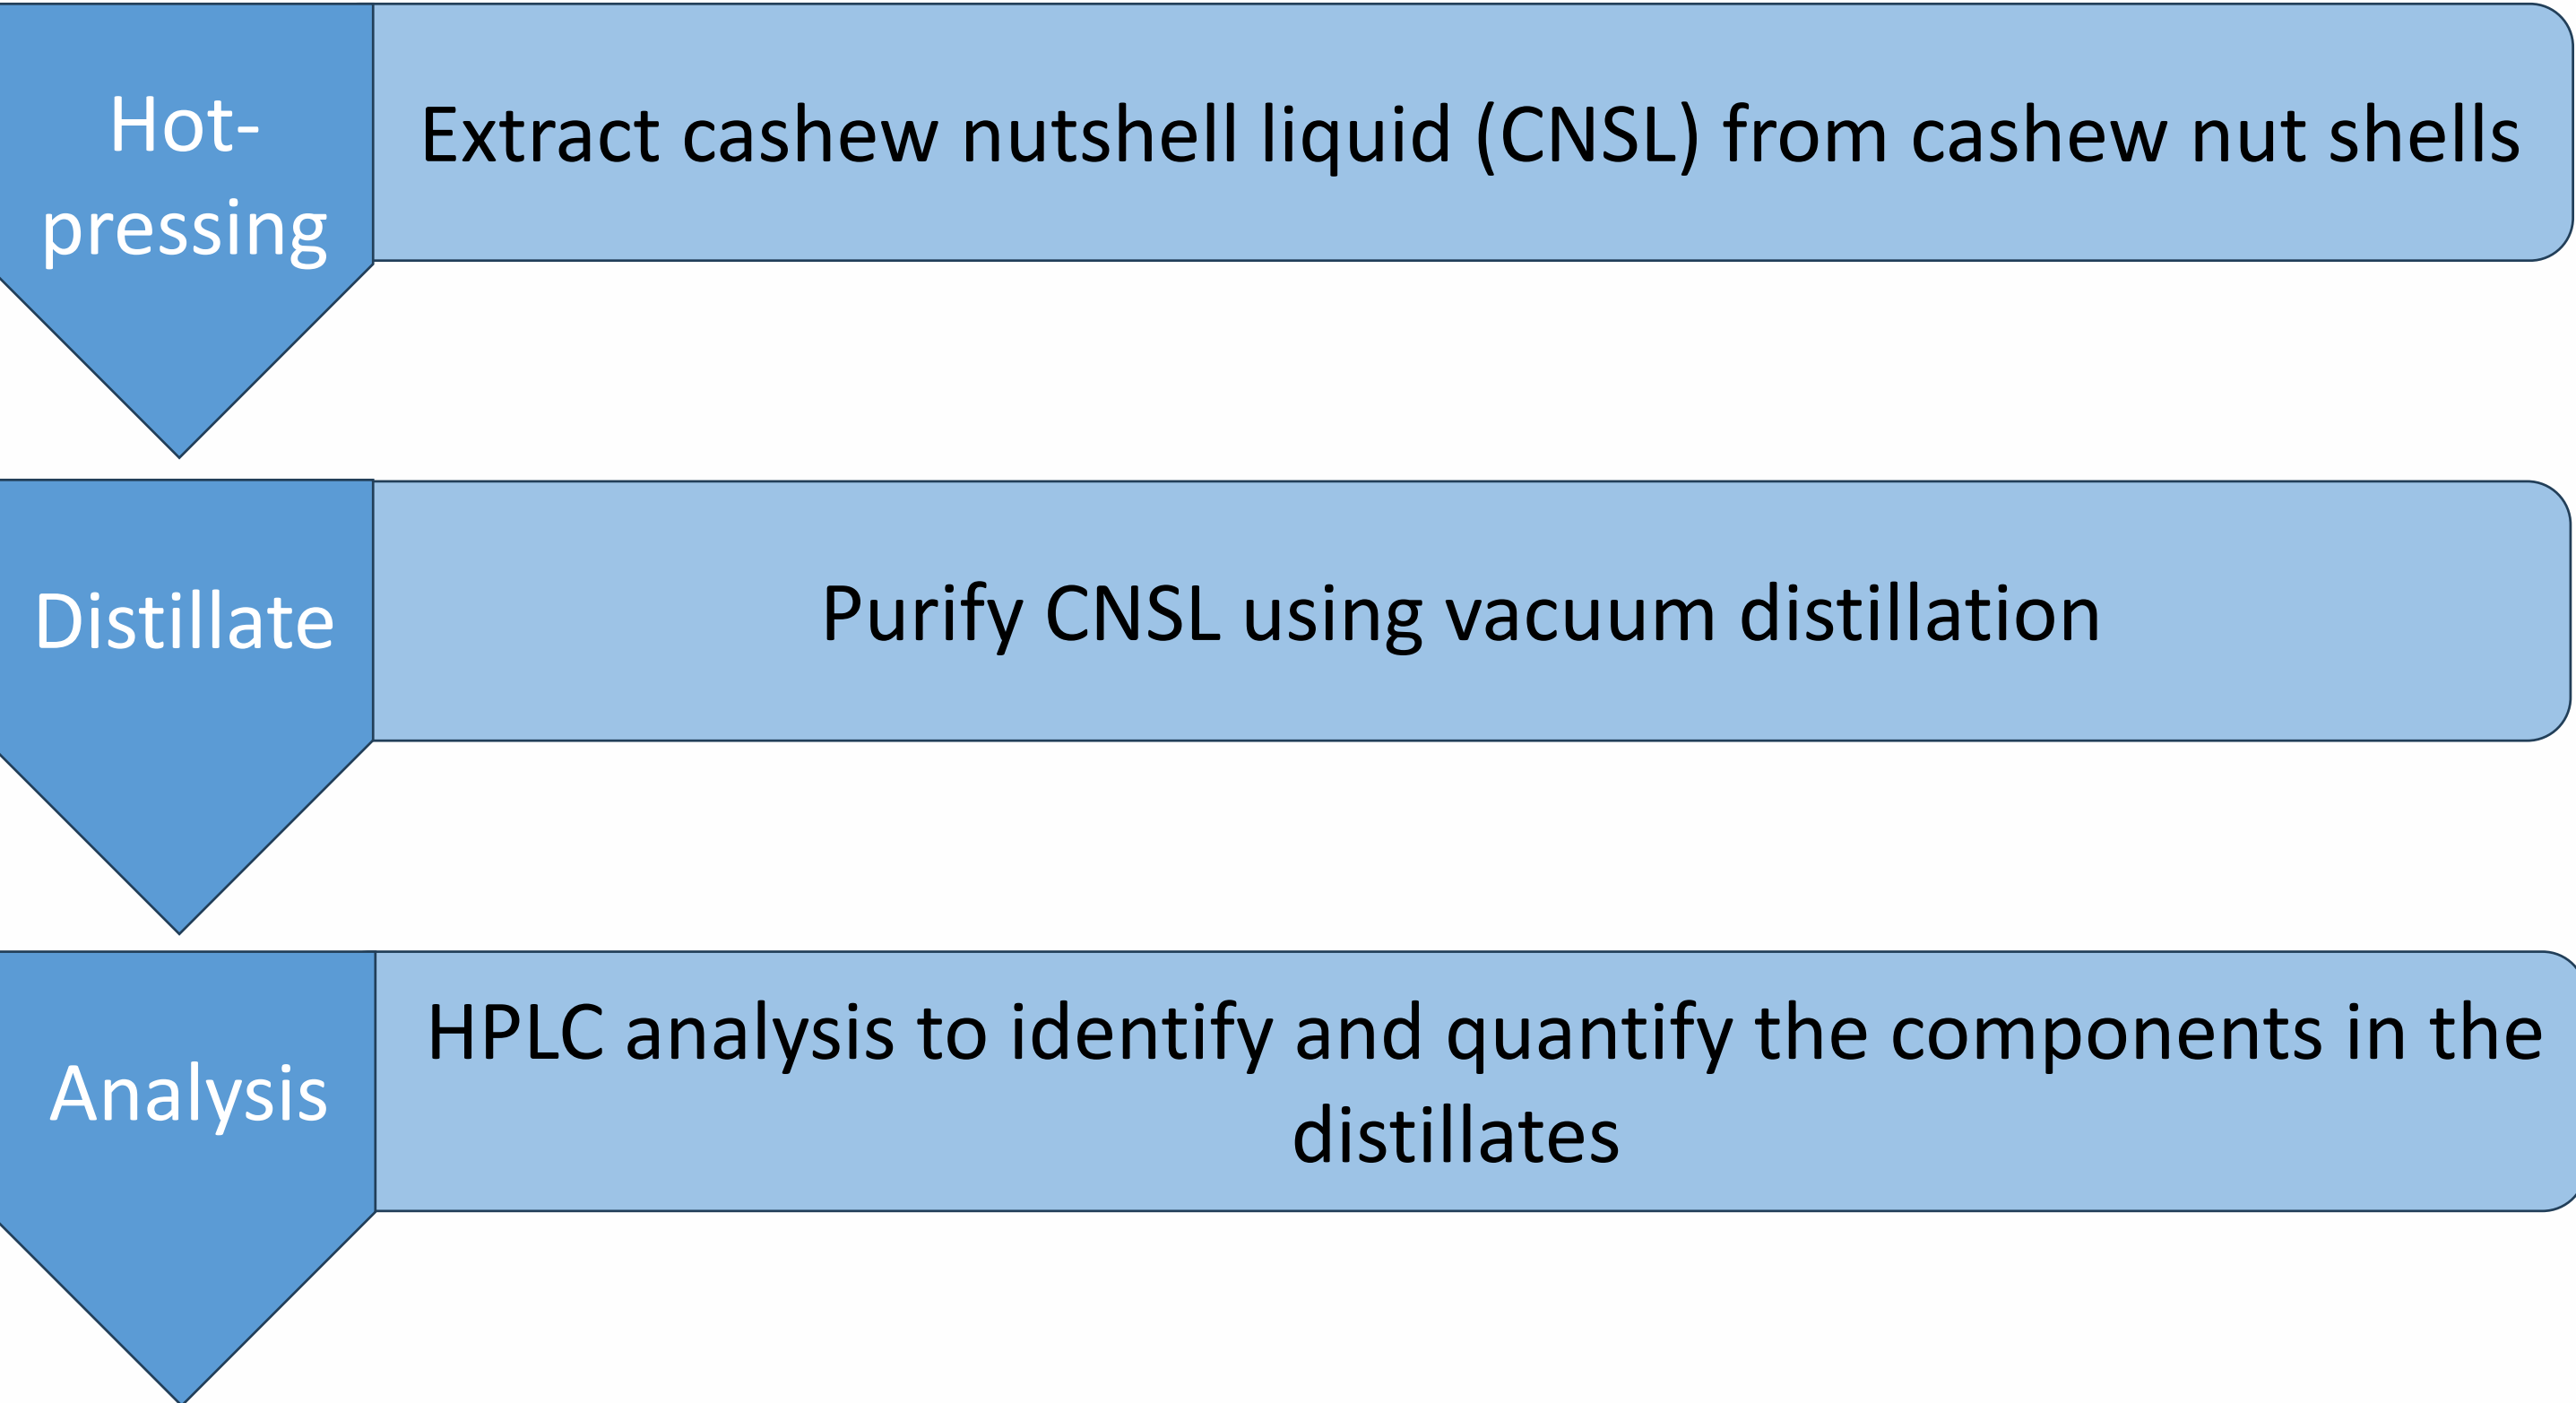 Hot-
pressing
Extract cashew nutshell liquid (CNSL) from cashew nut shells
Distillate
Purify CNSL using vacuum distillation
Analysis
HPLC analysis to identify and quantify the components in the
distillates